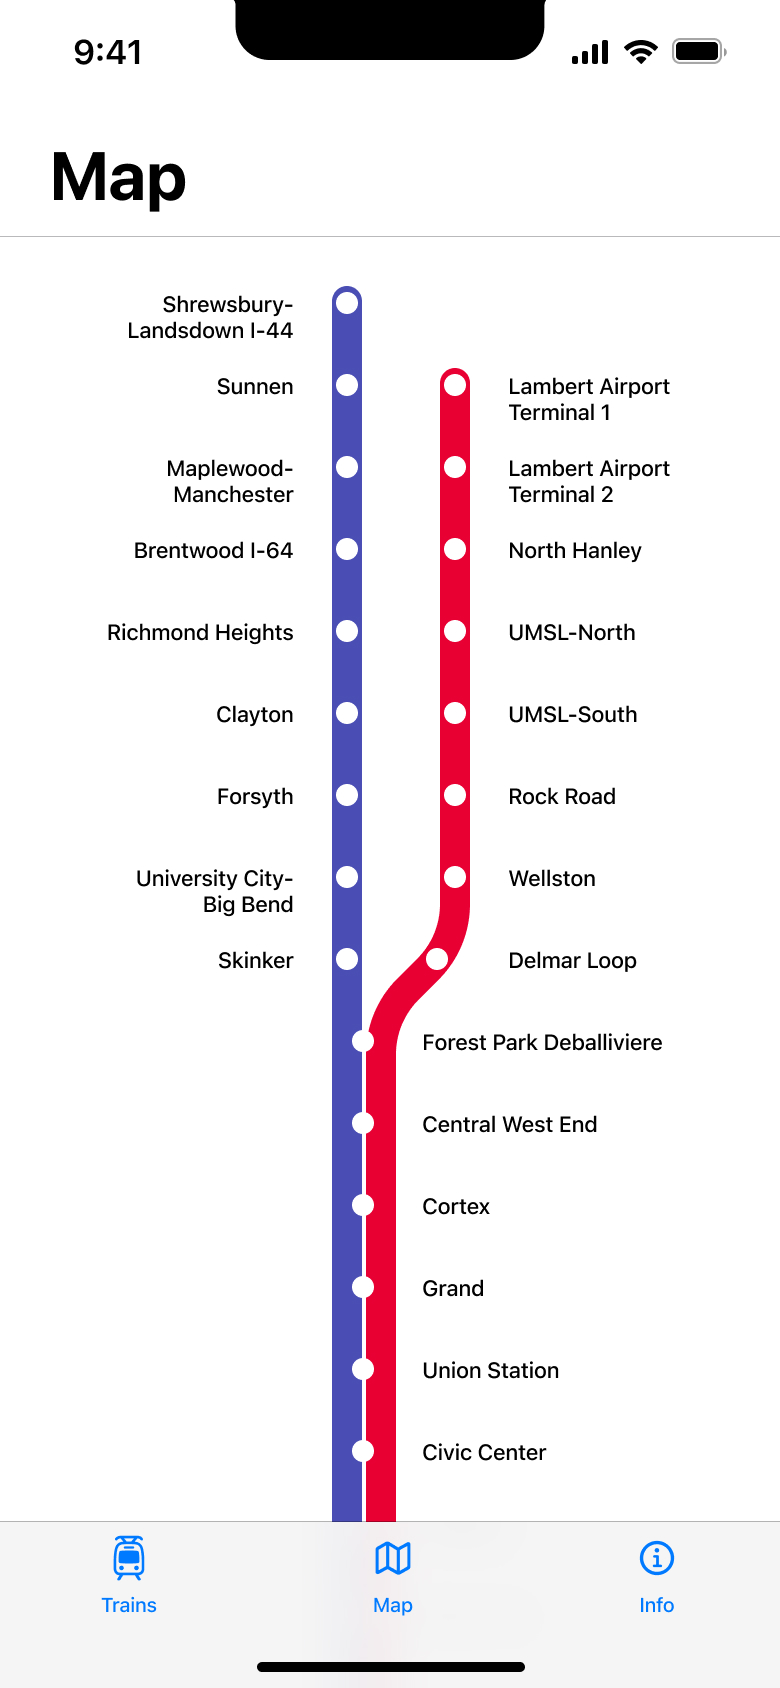 9:41
Map
Shrewsbury-
Landsdown I-44
Sunnen
Lambert Airport
Terminal 1
Maplewood-
Manchester
Lambert Airport
Terminal 2
Brentwood I-64
North Hanley
Richmond Heights
UMSL-North
Clayton
UMSL-South
Forsyth
Rock Road
University City-
Big Bend
Wellston
Skinker
Delmar Loop
Forest Park Deballiviere
Central West End
Cortex
Grand
Union Station
Civic Center
Trains
Map
Info